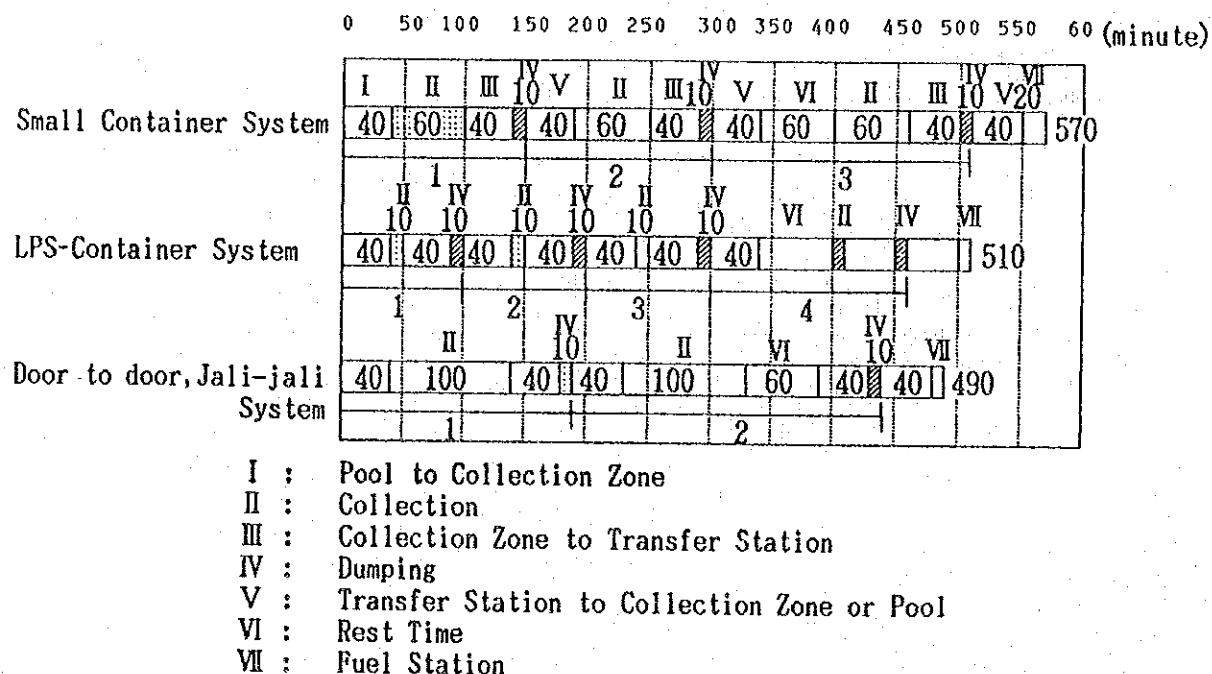 0 50 100 150 200 250 300 350 400 450 500 550 60 (minute)
I II III IV 10 V II III IV 10 V VI II III IV 10 V VII 20
Small Container System 40 60 40 40 60 40 40 60 60 40 40 570
1 2 3
II IV II IV II IV VI II IV VII
10 10 10 10 10 10
LPS-Container System 40 40 40 40 40 40 40 510
1 2 3 4
II IV 10 II VI IV 10 VII
Door to door, Jali-jali 40 100 40 40 100 60 40 40 490
System
1 2
I : Pool to Collection Zone
II : Collection
III : Collection Zone to Transfer Station
IV : Dumping
V : Transfer Station to Collection Zone or Pool
VI : Rest Time
VII : Fuel Station